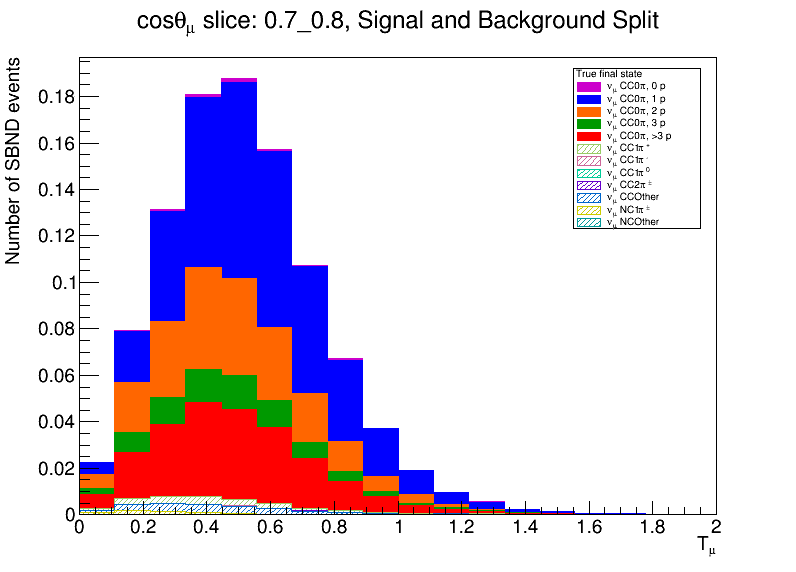 cosθμ slice: 0.7_0.8, Signal and Background Split
Number of SBND events
0.18
0.16
0.14
0.12
0.1
0.08
0.06
0.04
0.02
0
True final state
νμ CC0π, 0 p
νμ CC0π, 1 p
νμ CC0π, 2 p
νμ CC0π, 3 p
νμ CC0π, >3 p
νμ CC1π⁺
νμ CC1π⁻
νμ CC1π⁰
νμ CC2π±
νμ CCOther
νμ NC1π±
νμ NCOther
0 0.2 0.4 0.6 0.8 1 1.2 1.4 1.6 1.8 2
Tμ